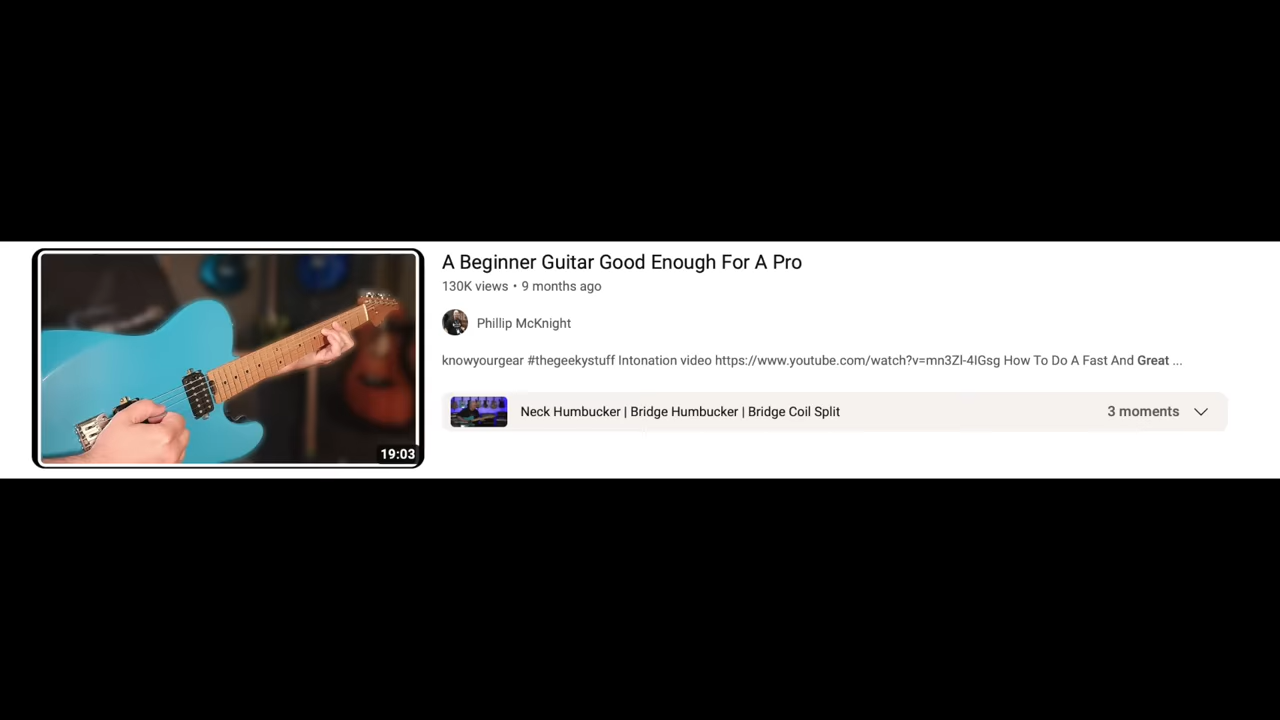 A Beginner Guitar Good Enough For A Pro
130K views • 9 months ago
Phillip McKnight
knowyourgear #thegeekystuff Intonation video https://www.youtube.com/watch?v=mn3Zl-4IGsg How To Do A Fast And Great ...
Neck Humbucker | Bridge Humbucker | Bridge Coil Split
3 moments
19:03